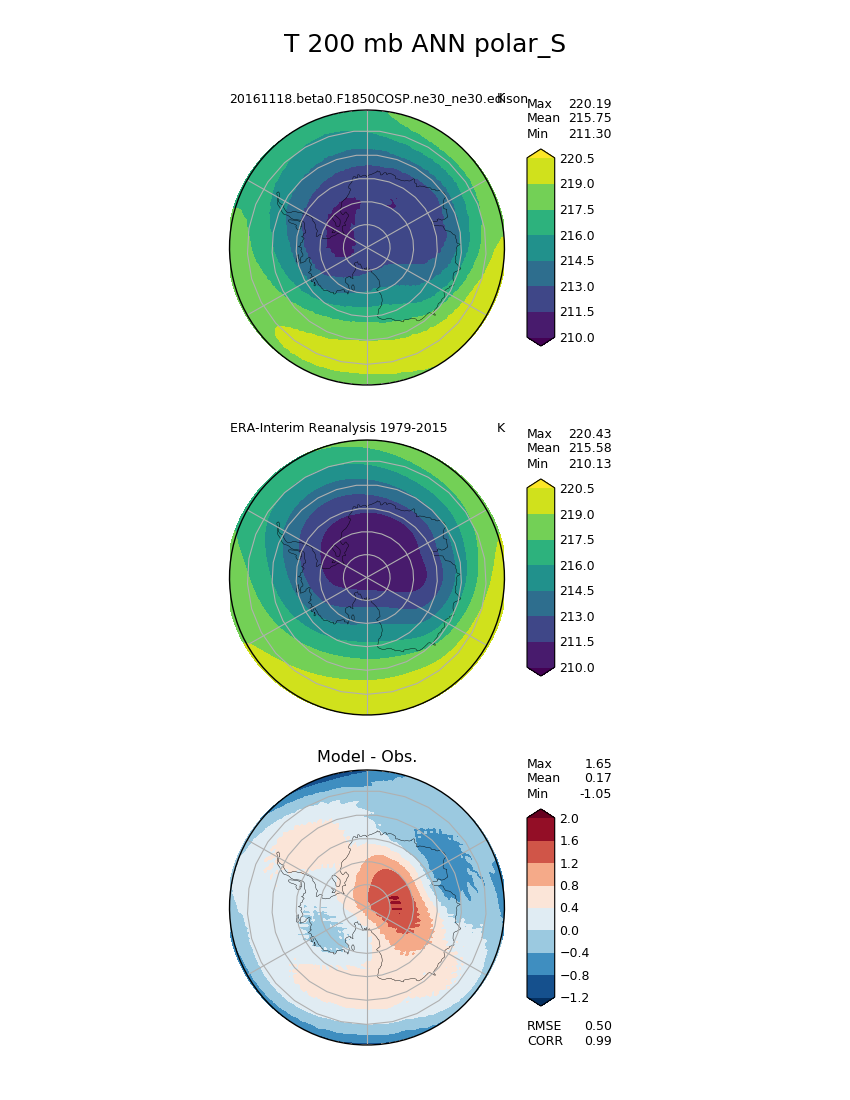 T 200 mb ANN polar_S
20161118.beta0.F1850COSP.ne30_ne30.edison
K
Max 220.19
Mean 215.75
Min 211.30
220.5
219.0
217.5
216.0
214.5
213.0
211.5
210.0
ERA-Interim Reanalysis 1979-2015
K
Max 220.43
Mean 215.58
Min 210.13
220.5
219.0
217.5
216.0
214.5
213.0
211.5
210.0
Model - Obs.
Max 1.65
Mean 0.17
Min -1.05
2.0
1.6
1.2
0.8
0.4
0.0
−0.4
−0.8
−1.2
RMSE 0.50
CORR 0.99